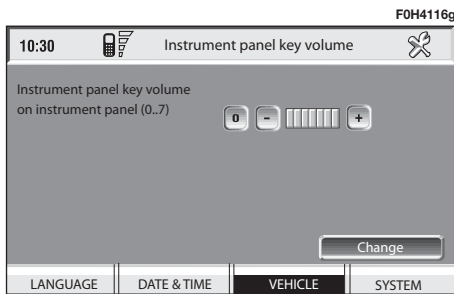 F0H4116g
10:30 Instrument panel key volume
Instrument panel key volume
on instrument panel (0..7)
0 - +
Change
LANGUAGE DATE & TIME VEHICLE SYSTEM